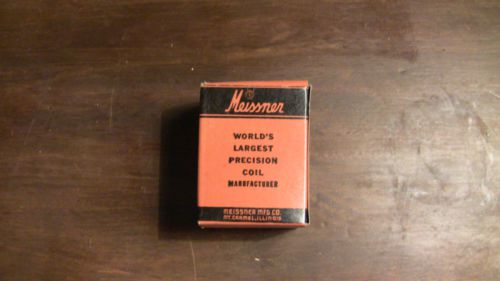 Meissner
WORLD'S
LARGEST
PRECISION
COIL
MANUFACTURER
MEISSNER MFG CO.
MT. CARMEL, ILLINOIS